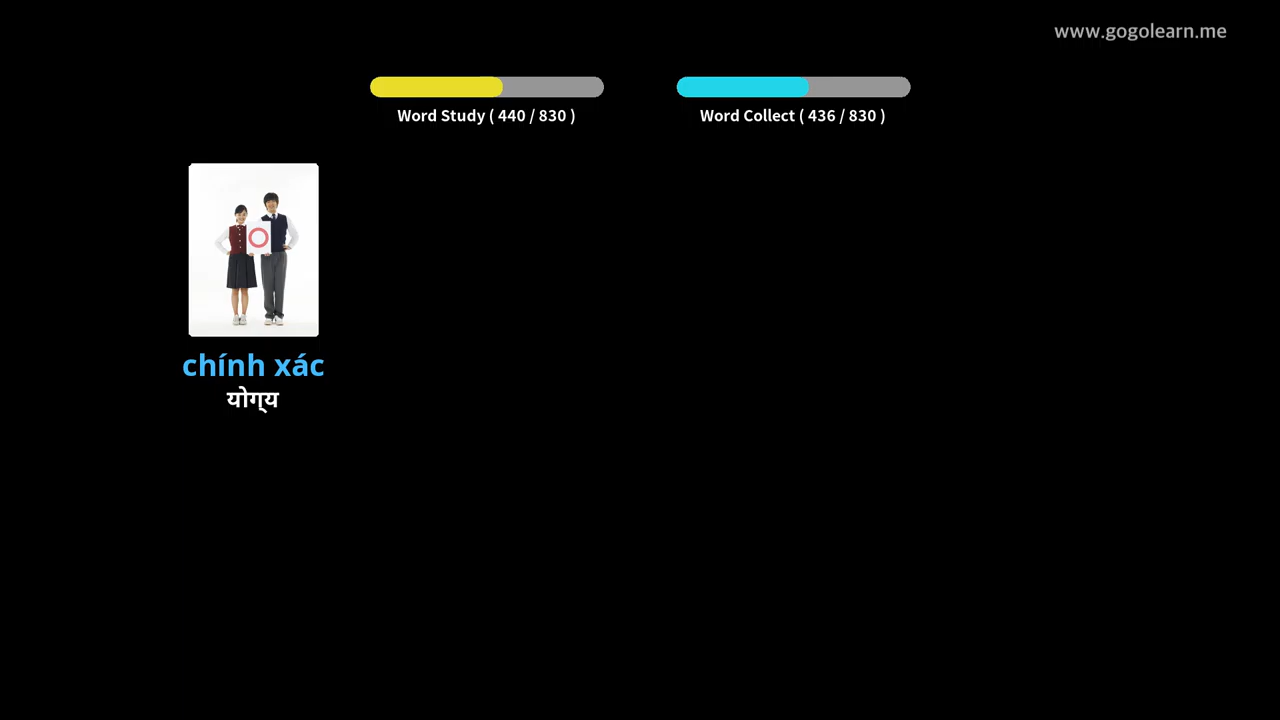 www.gogolearn.me
Word Study ( 440 / 830 )
Word Collect ( 436 / 830 )
chính xác
योग्य